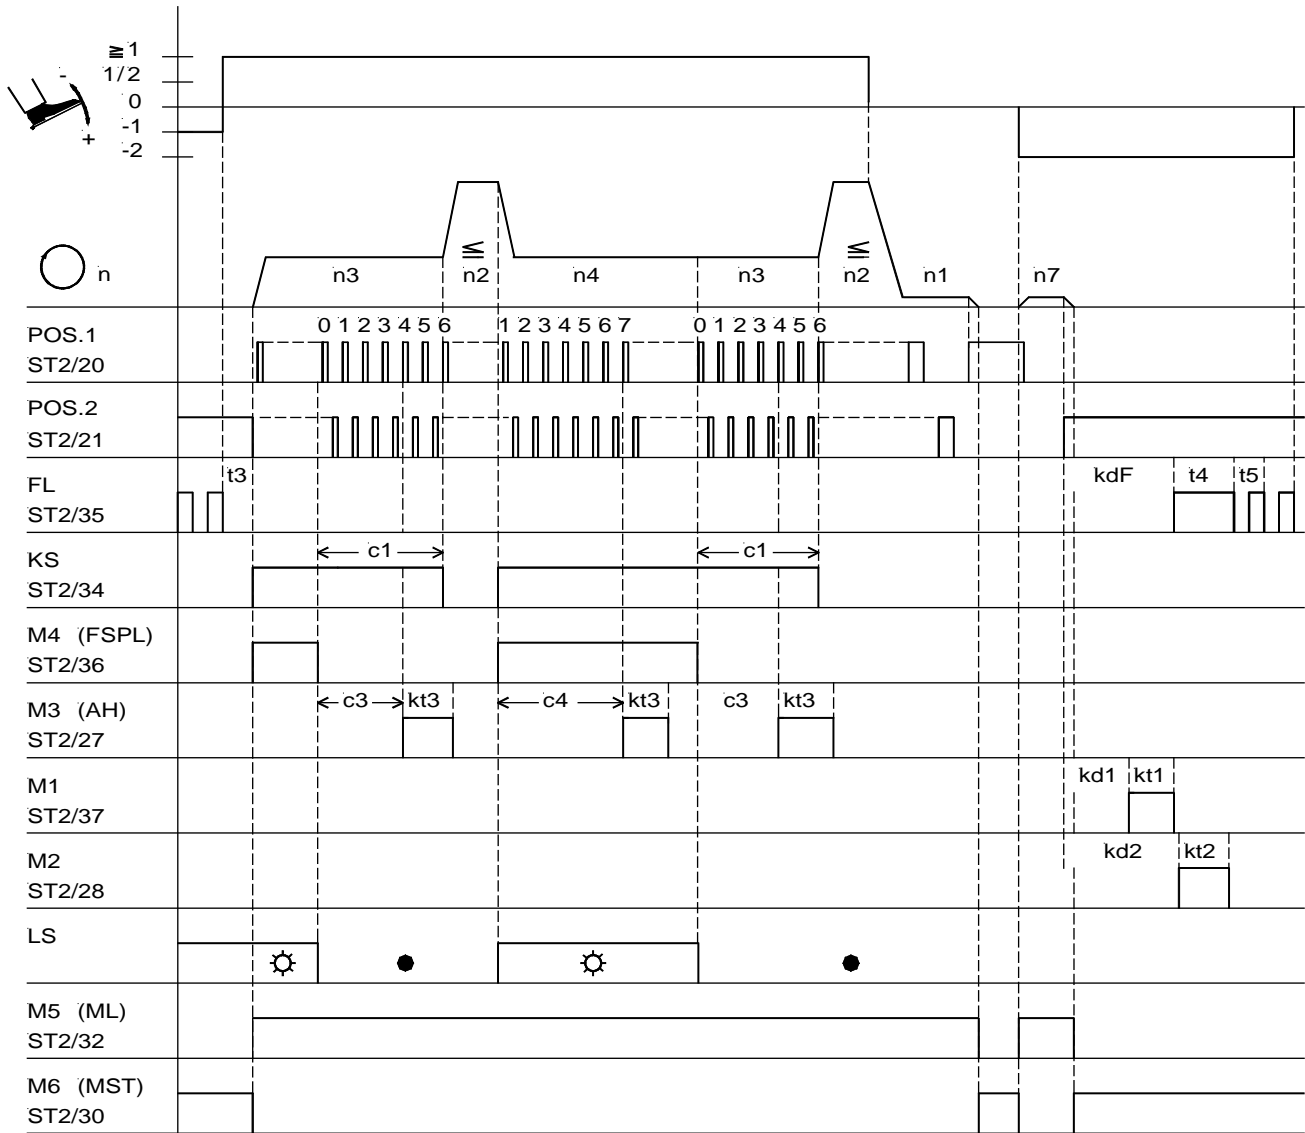 ≧ 1
- 1/2
0
-1
+ -2
n n3 ≦ n2 n4 n3 ≦ n2 n1 n7
POS.1 0 1 2 3 4 5 6 1 2 3 4 5 6 7 0 1 2 3 4 5 6
ST2/20
POS.2
ST2/21
FL t3 kdF t4 t5
ST2/35
KS c1 c1
ST2/34
M4 (FSPL)
ST2/36
M3 (AH) c3 kt3 c4 kt3 c3 kt3
ST2/27
M1 kd1 kt1
ST2/37
M2 kd2 kt2
ST2/28
LS
M5 (ML)
ST2/32
M6 (MST)
ST2/30